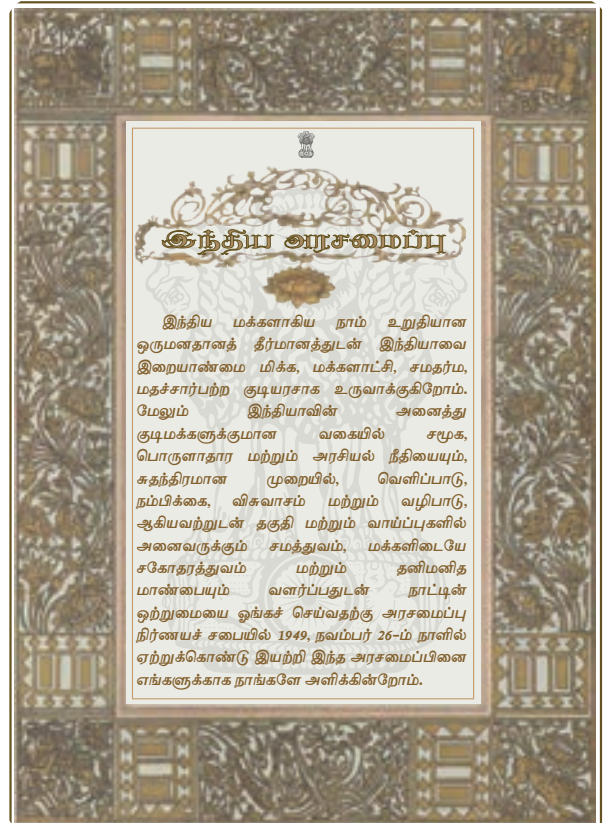 இந்திய அரசமைப்பு
இந்திய மக்களாகிய நாம் உறுதியான
ஒருமனதானத் தீர்மானத்துடன் இந்தியாவை
இறையாண்மை மிக்க, மக்களாட்சி, சமதர்ம,
மதச்சார்பற்ற குடியரசாக உருவாக்குகிறோம்.
மேலும் இந்தியாவின் அனைத்து
குடிமக்களுக்குமான வகையில் சமூக,
பொருளாதார மற்றும் அரசியல் நீதியையும்,
சுதந்திரமான முறையில், வெளிப்பாடு,
நம்பிக்கை, விசுவாசம் மற்றும் வழிபாடு,
ஆகியவற்றுடன் தகுதி மற்றும் வாய்ப்புகளில்
அனைவருக்கும் சமத்துவம், மக்களிடையே
சகோதரத்துவம் மற்றும் தனிமனித
மாண்பையும் வளர்ப்பதுடன் நாட்டின்
ஒற்றுமையை ஓங்கச் செய்வதற்கு அரசமைப்பு
நிர்ணயச் சபையில் 1949, நவம்பர் 26-ம் நாளில்
ஏற்றுக்கொண்டு இயற்றி இந்த அரசமைப்பினை
எங்களுக்காக நாங்களே அளிக்கின்றோம்.